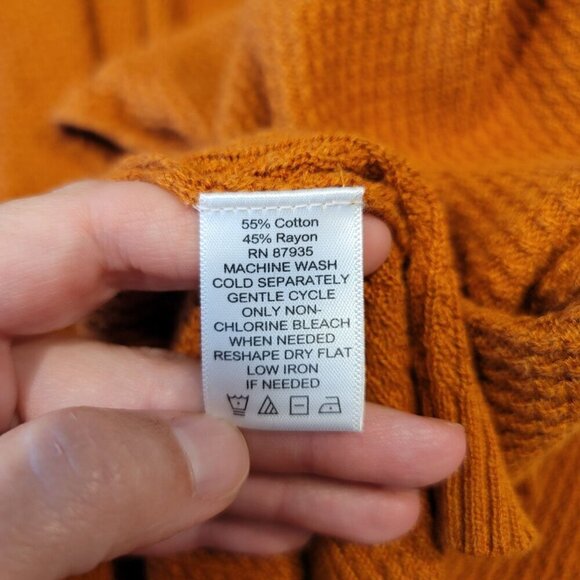 55% Cotton
45% Rayon
RN 87935
MACHINE WASH
COLD SEPARATELY
GENTLE CYCLE
ONLY NON-
CHLORINE BLEACH
WHEN NEEDED
RESHAPE DRY FLAT
LOW IRON
IF NEEDED